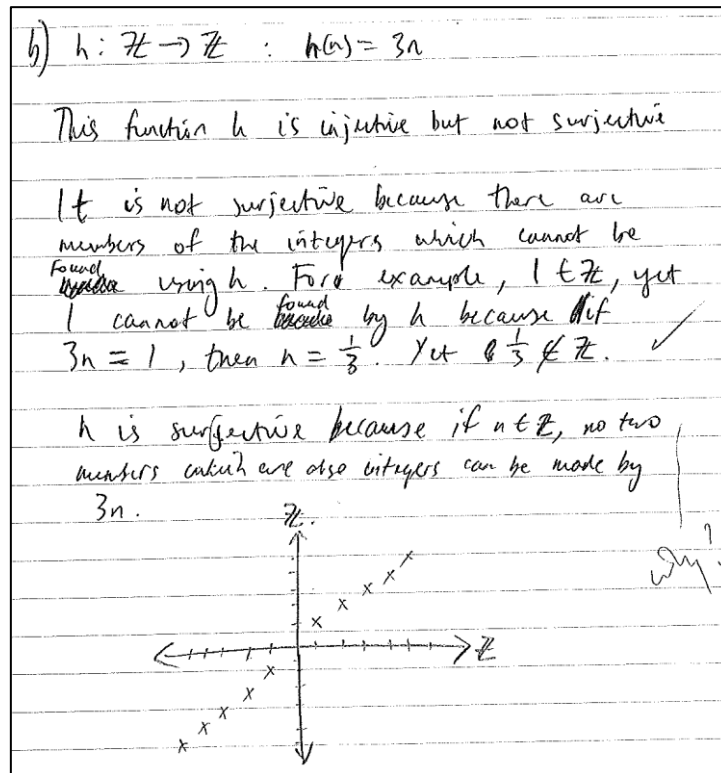 b) h: ℤ → ℤ : h(n) = 3n
This function h is injective but not surjective
It is not surjective because there are
members of the integers which cannot be
found using h. For example, 1 ∈ ℤ, yet
1 cannot be found by h because if
3n = 1, then n = 1/3. Yet 1/3 ∉ ℤ. ✓
h is surjective because if n ∈ ℤ, no two
numbers which are also integers can be made by
3n.
why?
ℤ.
ℤ